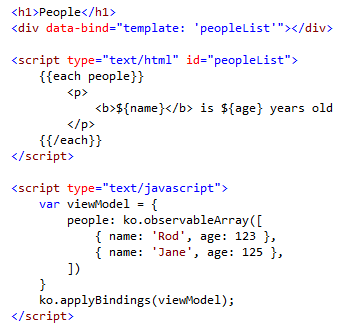 <h1>People</h1>
<div data-bind="template: 'peopleList'"></div>
<script type="text/html" id="peopleList">
    {{each people}}
        <p>
            <b>${name}</b> is ${age} years old
        </p>
    {{/each}}
</script>
<script type="text/javascript">
    var viewModel = {
        people: ko.observableArray([
            { name: 'Rod', age: 123 },
            { name: 'Jane', age: 125 },
        ])
    }
    ko.applyBindings(viewModel);
</script>